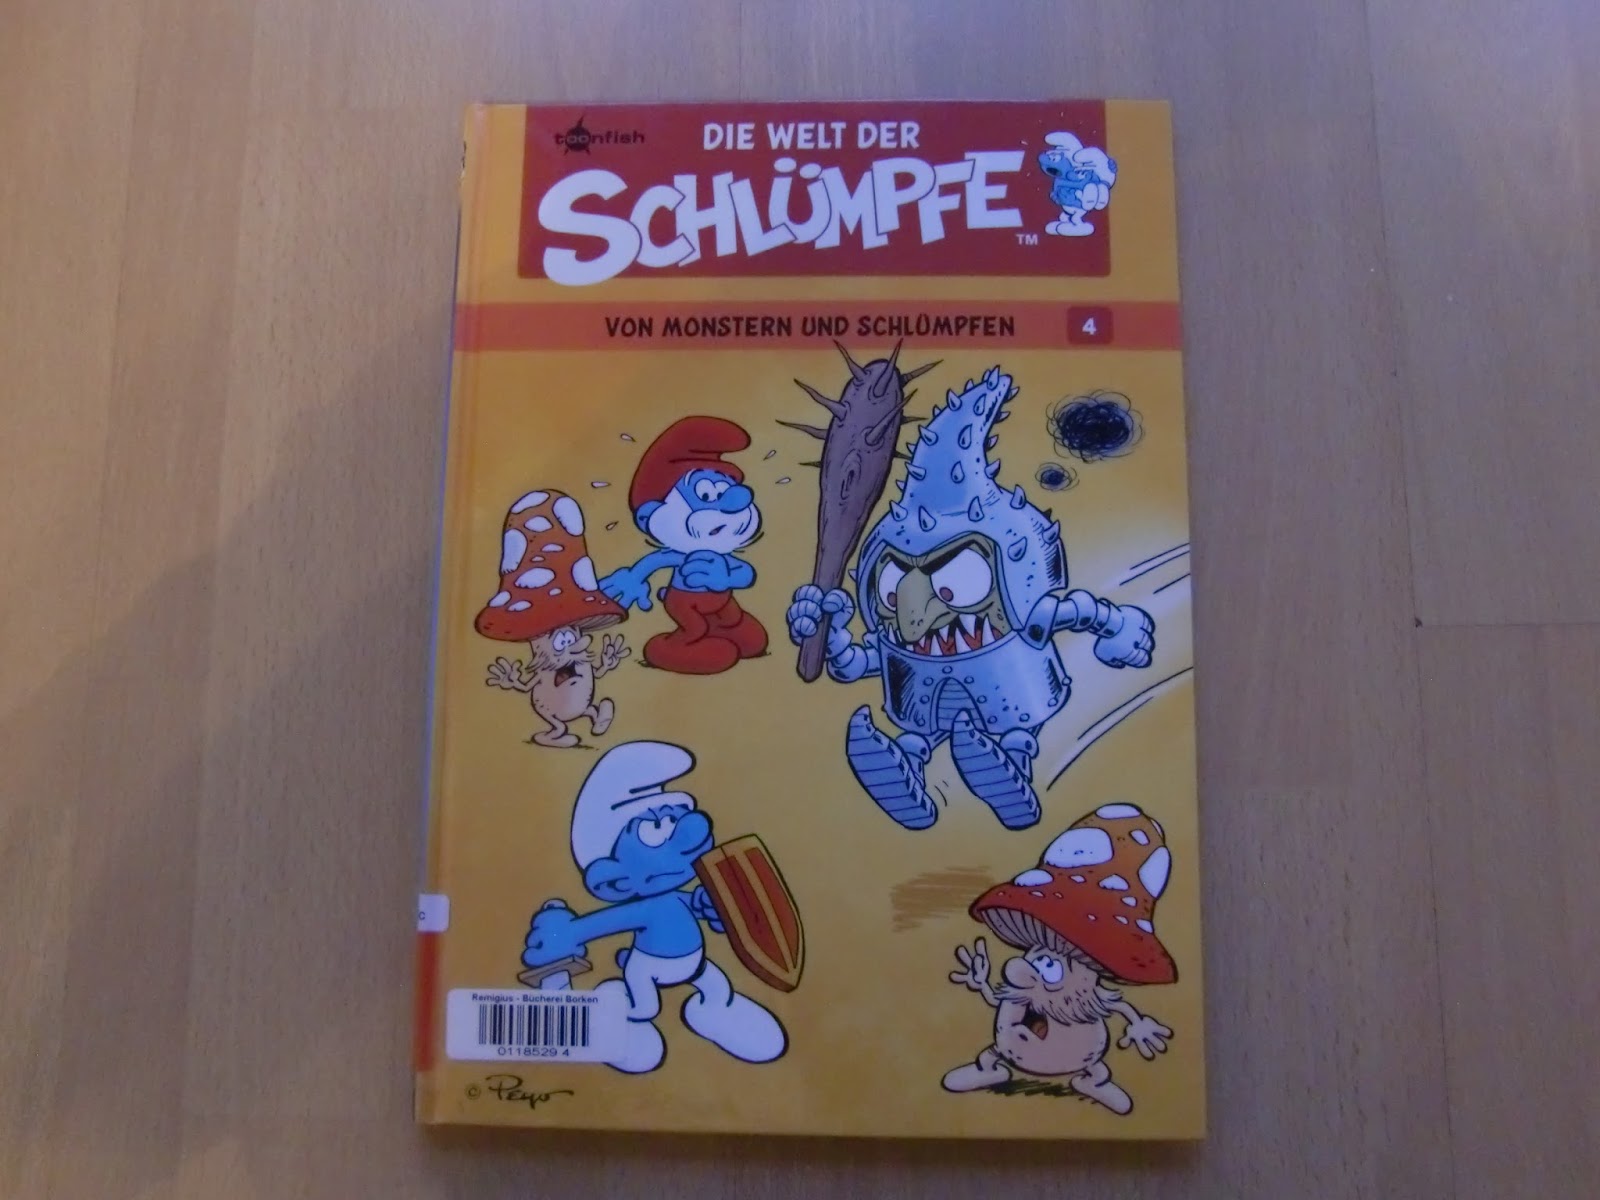 toonfish
DIE WELT DER
SCHLÜMPFE
TM
VON MONSTERN UND SCHLÜMPFEN 4
C
Remigius - Bücherei Borken
0118529 4
© Peyo